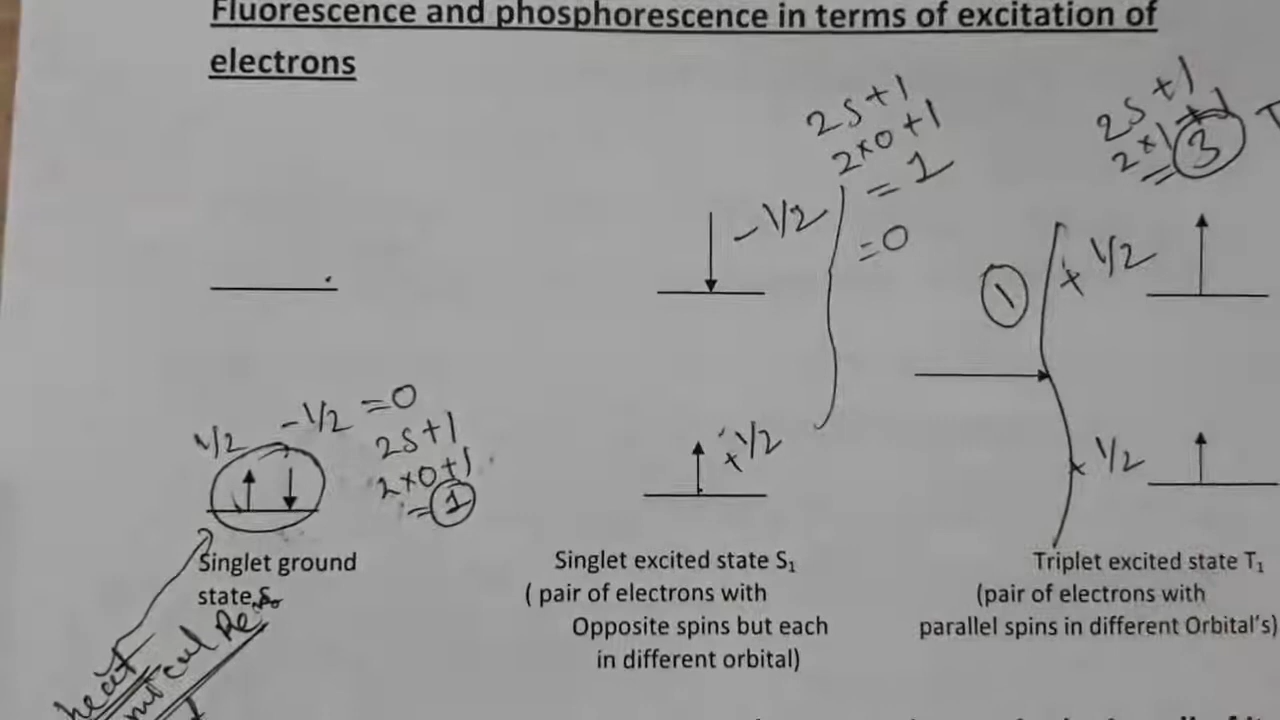 Fluorescence and phosphorescence in terms of excitation of
electrons
2S+1
2×0+1
= 1
=0
- 1/2
+ 1/2
2S+1
2×1+1
= 3
1
+ 1/2
+ 1/2
1/2 - 1/2 =0
2S+1
2×0+1
= 1
Singlet ground
state S₀
Singlet excited state S₁
( pair of electrons with
Opposite spins but each
in different orbital)
Triplet excited state T₁
(pair of electrons with
parallel spins in different Orbital's)
heat